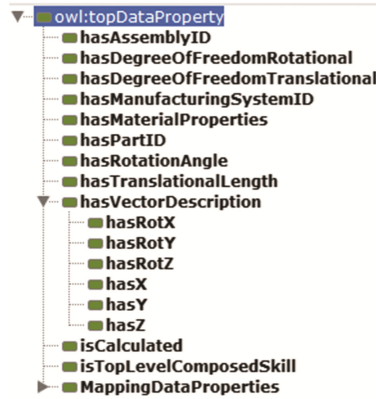 owl:topDataProperty
hasAssemblyID
hasDegreeOfFreedomRotational
hasDegreeOfFreedomTranslational
hasManufacturingSystemID
hasMaterialProperties
hasPartID
hasRotationAngle
hasTranslationalLength
hasVectorDescription
hasRotX
hasRotY
hasRotZ
hasX
hasY
hasZ
isCalculated
isTopLevelComposedSkill
MappingDataProperties